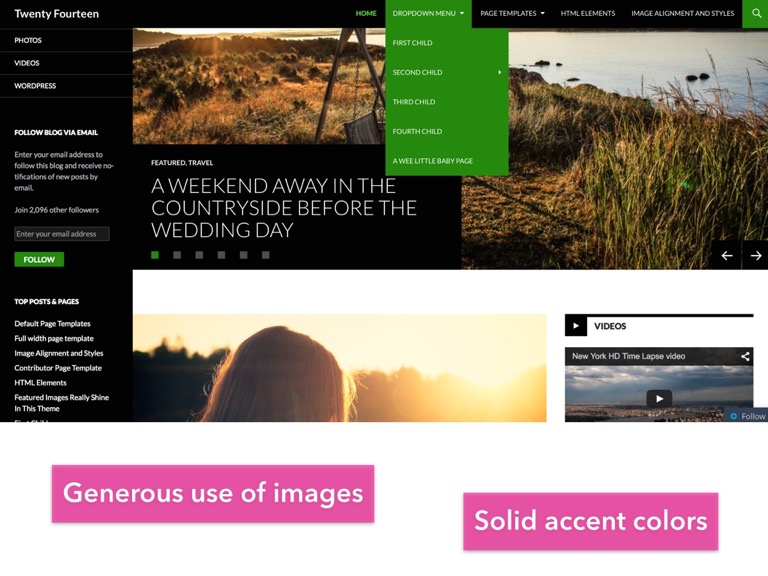 Twenty Fourteen
HOME
DROPDOWN MENU
PAGE TEMPLATES
HTML ELEMENTS
IMAGE ALIGNMENT AND STYLES
PHOTOS
VIDEOS
WORDPRESS
FIRST CHILD
SECOND CHILD
THIRD CHILD
FOURTH CHILD
A WEE LITTLE BABY PAGE
FOLLOW BLOG VIA EMAIL
Enter your email address to
follow this blog and receive no-
tifications of new posts by
email.
Join 2,096 other followers
Enter your email address
FOLLOW
FEATURED, TRAVEL
A WEEKEND AWAY IN THE
COUNTRYSIDE BEFORE THE
WEDDING DAY
TOP POSTS & PAGES
Default Page Templates
Full width page template
Image Alignment and Styles
Contributor Page Template
HTML Elements
Featured Images Really Shine
In This Theme
VIDEOS
New York HD Time Lapse video
Follow
Generous use of images
Solid accent colors